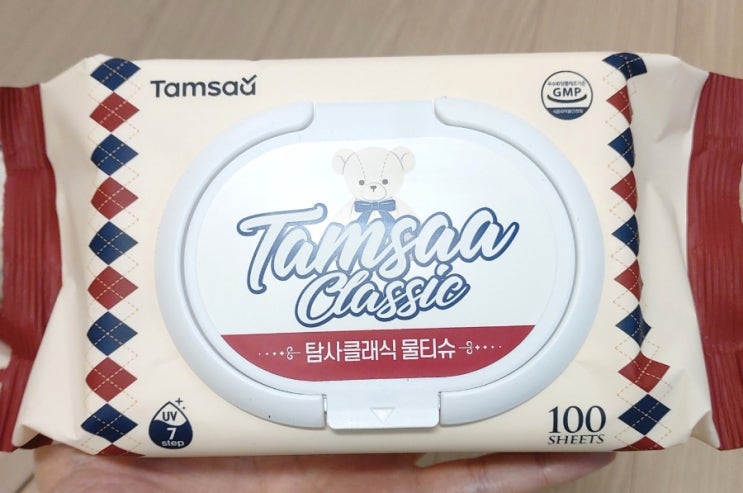 Tamsaa
GMP
Tamsaa
Classic
탐사클래식 물티슈
UV
7
step
100
SHEETS